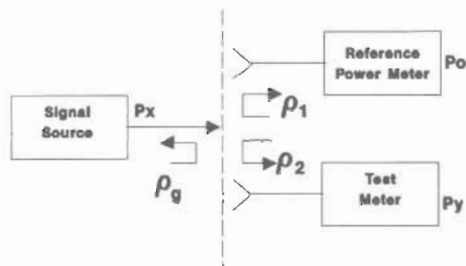 Reference
Power Meter
Po
Signal
Source
Px
ρ1
ρ2
ρg
Test
Meter
Py